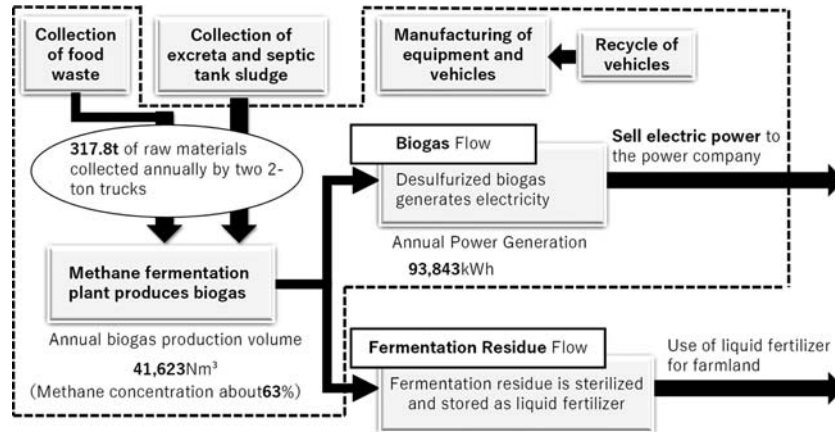 Collection
of food
waste
Collection of
excreta and septic
tank sludge
Manufacturing of
equipment and
vehicles
Recycle of
vehicles
317.8t of raw materials
collected annually by two 2-
ton trucks
Biogas Flow
Desulfurized biogas
generates electricity
Sell electric power to
the power company
Annual Power Generation
93,843kWh
Methane fermentation
plant produces biogas
Annual biogas production volume
41,623Nm³
(Methane concentration about63%)
Fermentation Residue Flow
Fermentation residue is sterilized
and stored as liquid fertilizer
Use of liquid fertilizer
for farmland